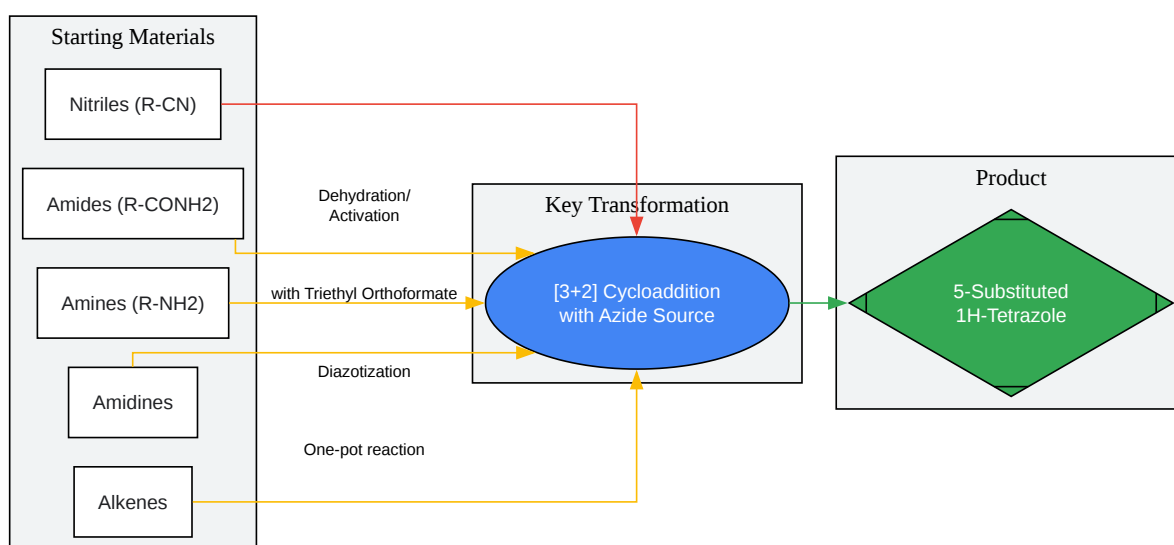 Starting Materials
Nitriles (R-CN)
Amides (R-CONH2)
Amines (R-NH2)
Amidines
Alkenes
Dehydration/
Activation
with Triethyl Orthoformate
Diazotization
One-pot reaction
Key Transformation
[3+2] Cycloaddition
with Azide Source
Product
5-Substituted
1H-Tetrazole